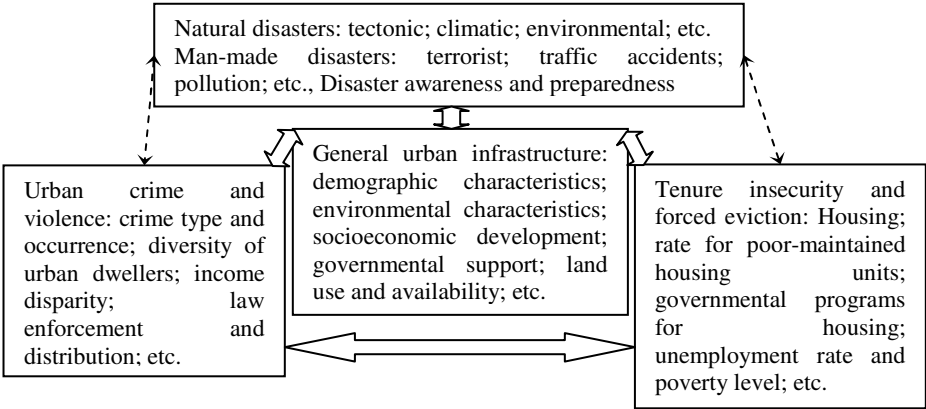 Natural disasters: tectonic; climatic; environmental; etc.
Man-made disasters: terrorist; traffic accidents;
pollution; etc., Disaster awareness and preparedness
General urban infrastructure:
demographic characteristics;
environmental characteristics;
socioeconomic development;
governmental support; land
use and availability; etc.
Urban crime and
violence: crime type and
occurrence; diversity of
urban dwellers; income
disparity; law
enforcement and
distribution; etc.
Tenure insecurity and
forced eviction: Housing;
rate for poor-maintained
housing units;
governmental programs
for housing;
unemployment rate and
poverty level; etc.